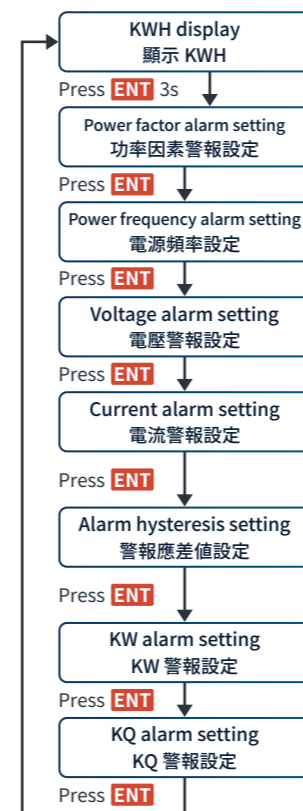 KWH display
顯示 KWH
Press ENT 3s
Power factor alarm setting
功率因素警報設定
Press ENT
Power frequency alarm setting
電源頻率設定
Press ENT
Voltage alarm setting
電壓警報設定
Press ENT
Current alarm setting
電流警報設定
Press ENT
Alarm hysteresis setting
警報應差值設定
Press ENT
KW alarm setting
KW 警報設定
Press ENT
KQ alarm setting
KQ 警報設定
Press ENT